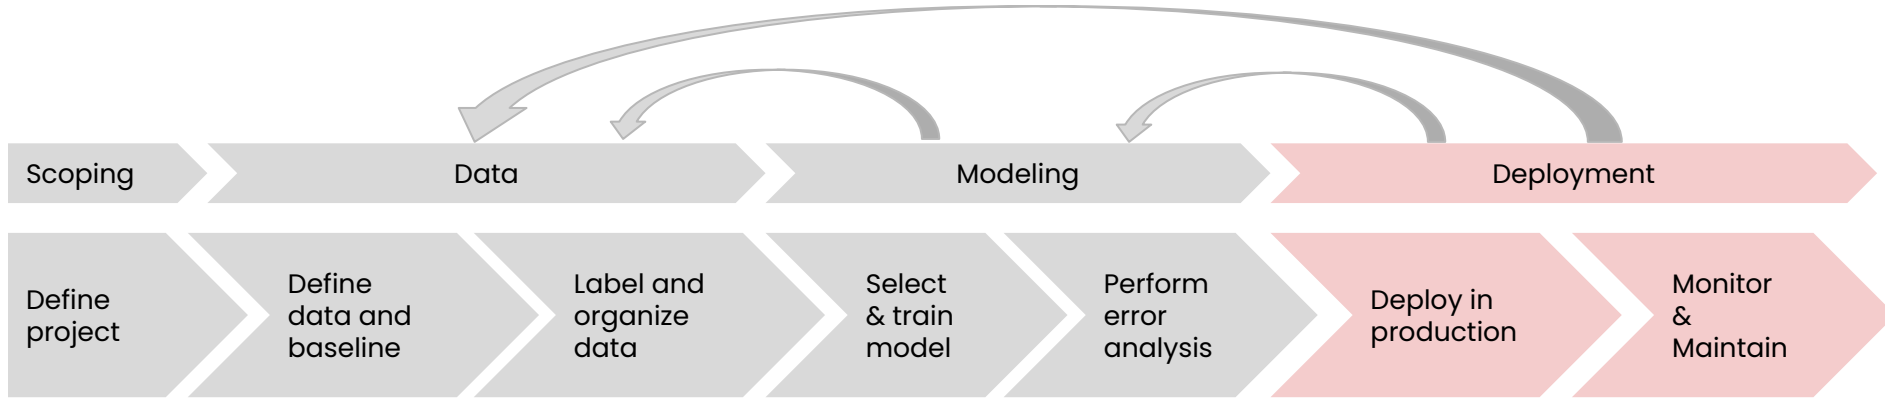 Scoping
Data
Modeling
Deployment
Define
project
Define
data and
baseline
Label and
organize
data
Select
& train
model
Perform
error
analysis
Deploy in
production
Monitor
&
Maintain